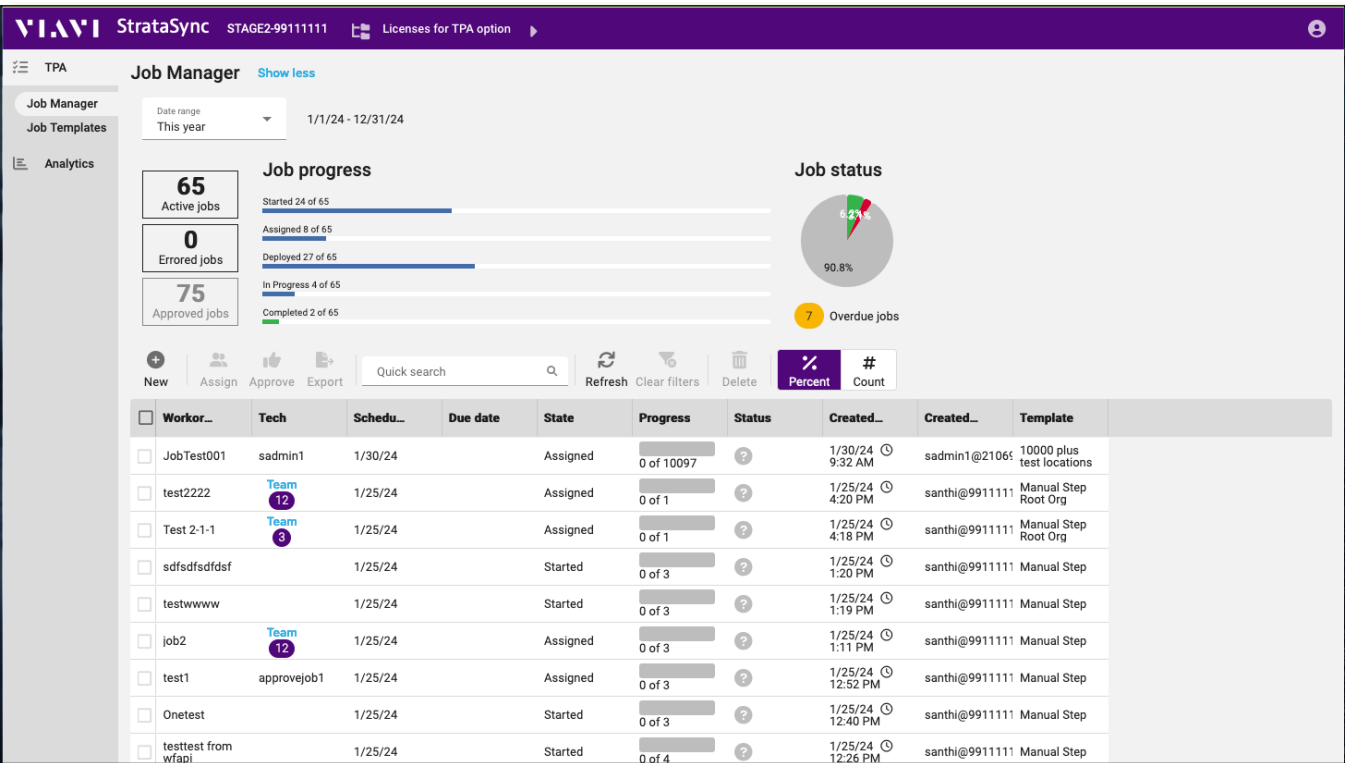 VIAVI StrataSync STAGE2-99111111 Licenses for TPA option
TPA
Job Manager
Job Templates
Analytics
Job Manager Show less
Date range
This year
1/1/24 - 12/31/24
65
Active jobs
0
Errored jobs
75
Approved jobs
Job progress
Started 24 of 65
Assigned 8 of 65
Deployed 27 of 65
In Progress 4 of 65
Completed 2 of 65
Job status
90.8%
7 Overdue jobs
New Assign Approve Export Quick search Refresh Clear filters Delete % Percent # Count
Workor... Tech Schedu... Due date State Progress Status Created... Created... Template
JobTest001 sadmin1 1/30/24 Assigned 0 of 10097 ? 1/30/24 9:32 AM sadmin1@21069 10000 plus test locations
test2222 Team 12 1/25/24 Assigned 0 of 1 ? 1/25/24 4:20 PM santhi@9911111 Manual Step Root Org
Test 2-1-1 Team 3 1/25/24 Assigned 0 of 1 ? 1/25/24 4:18 PM santhi@9911111 Manual Step Root Org
sdfsdfsdfdsf 1/25/24 Started 0 of 3 ? 1/25/24 1:20 PM santhi@9911111 Manual Step
testwwww 1/25/24 Started 0 of 3 ? 1/25/24 1:19 PM santhi@9911111 Manual Step
job2 Team 12 1/25/24 Assigned 0 of 3 ? 1/25/24 1:11 PM santhi@9911111 Manual Step
test1 approvejob1 1/25/24 Assigned 0 of 3 ? 1/25/24 12:52 PM santhi@9911111 Manual Step
Onetest 1/25/24 Started 0 of 3 ? 1/25/24 12:40 PM santhi@9911111 Manual Step
testtest from wfapi 1/25/24 Started 0 of 4 ? 1/25/24 12:26 PM santhi@9911111 Manual Step